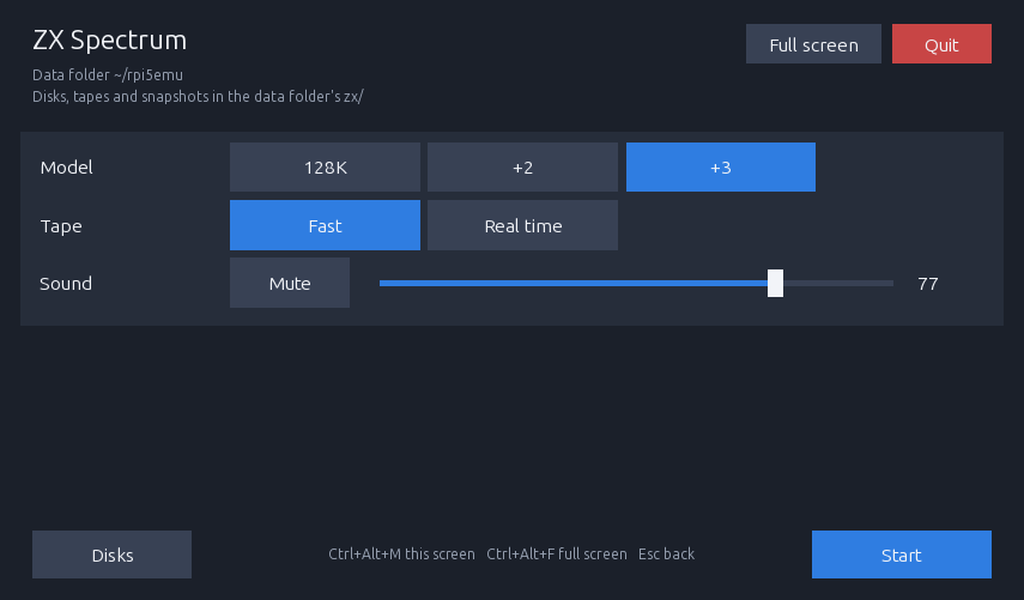 ZX Spectrum
Full screen
Quit
Data folder ~/rpi5emu
Disks, tapes and snapshots in the data folder's zx/
Model 128K +2 +3
Tape Fast Real time
Sound Mute 77
Disks
Ctrl+Alt+M this screen Ctrl+Alt+F full screen Esc back
Start